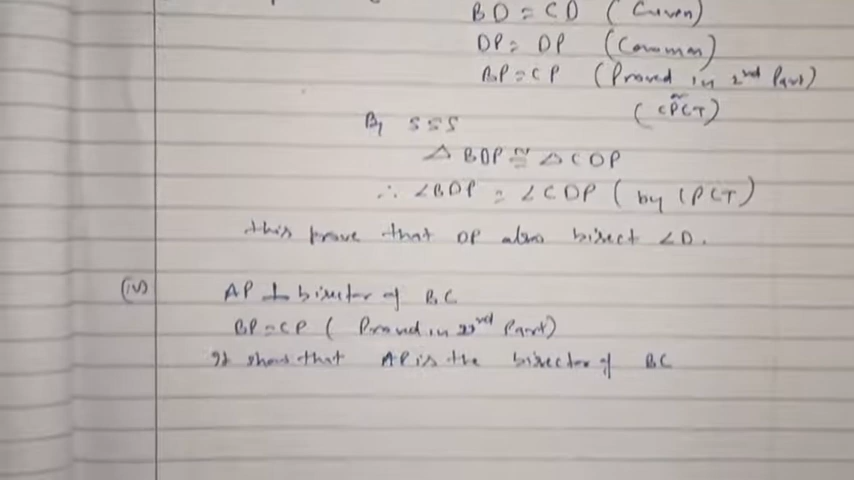 BD = CD (Given)
DP = DP (Common)
BP = CP (Proved in 2nd Part)
(CPCT)
By SSS
△BDP ≅ △CDP
∴ ∠BDP = ∠CDP (by CPCT)
this prove that DP also bisect ∠D.
(iv) AP ⊥ bisector of BC
BP = CP (Proved in 2nd Part)
It shows that AP is the bisector of BC